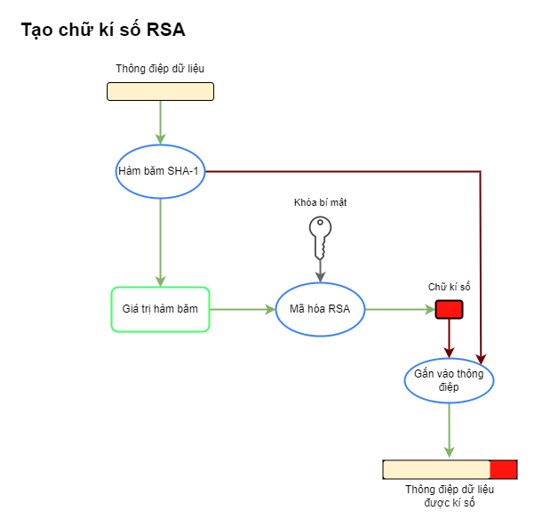 Tạo chữ kí số RSA
Thông điệp dữ liệu
Hàm băm SHA-1
Khóa bí mật
Chữ kí số
Giá trị hàm băm
Mã hóa RSA
Gắn vào thông
điệp
Thông điệp dữ liệu
được kí số